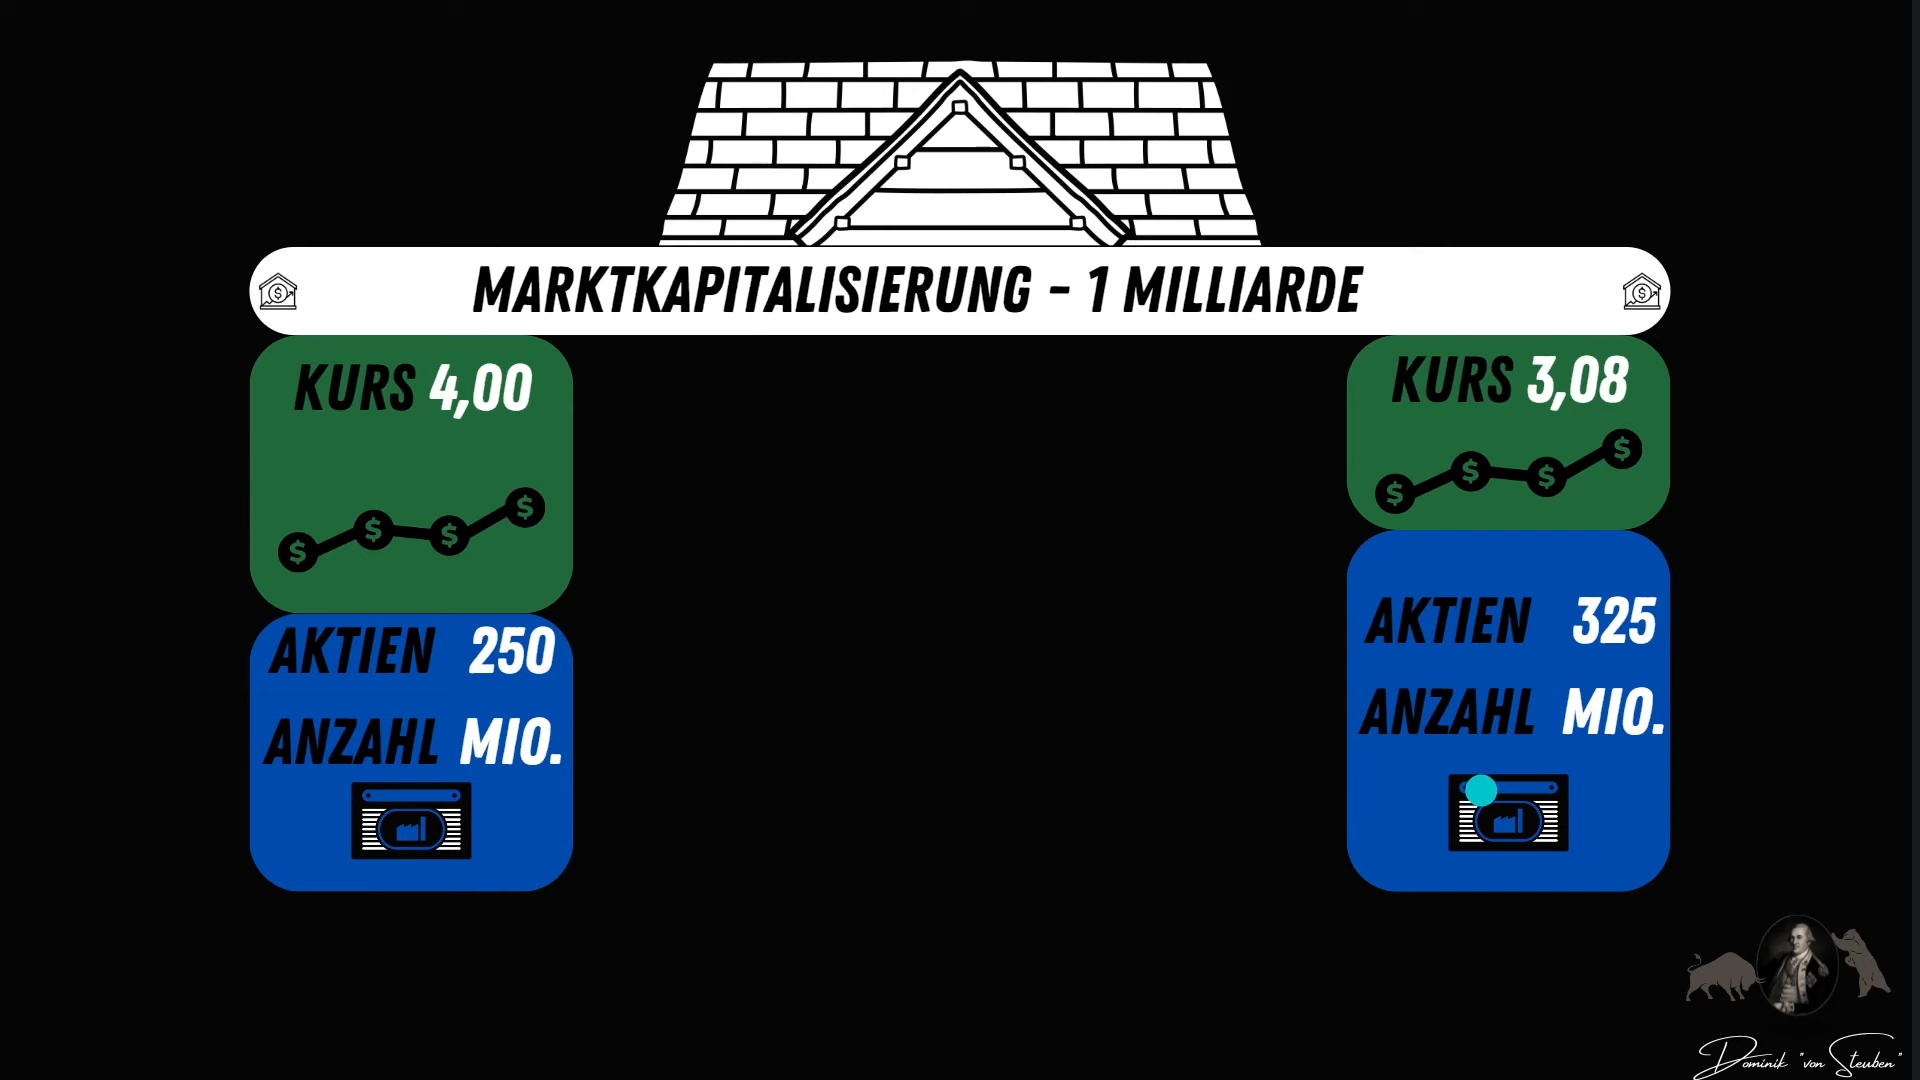 MARKTKAPITALISIERUNG - 1 MILLIARDE
KURS 4,00
AKTIEN 250
ANZAHL MIO.
KURS 3,08
AKTIEN 325
ANZAHL MIO.
Dominik "von Steuben"